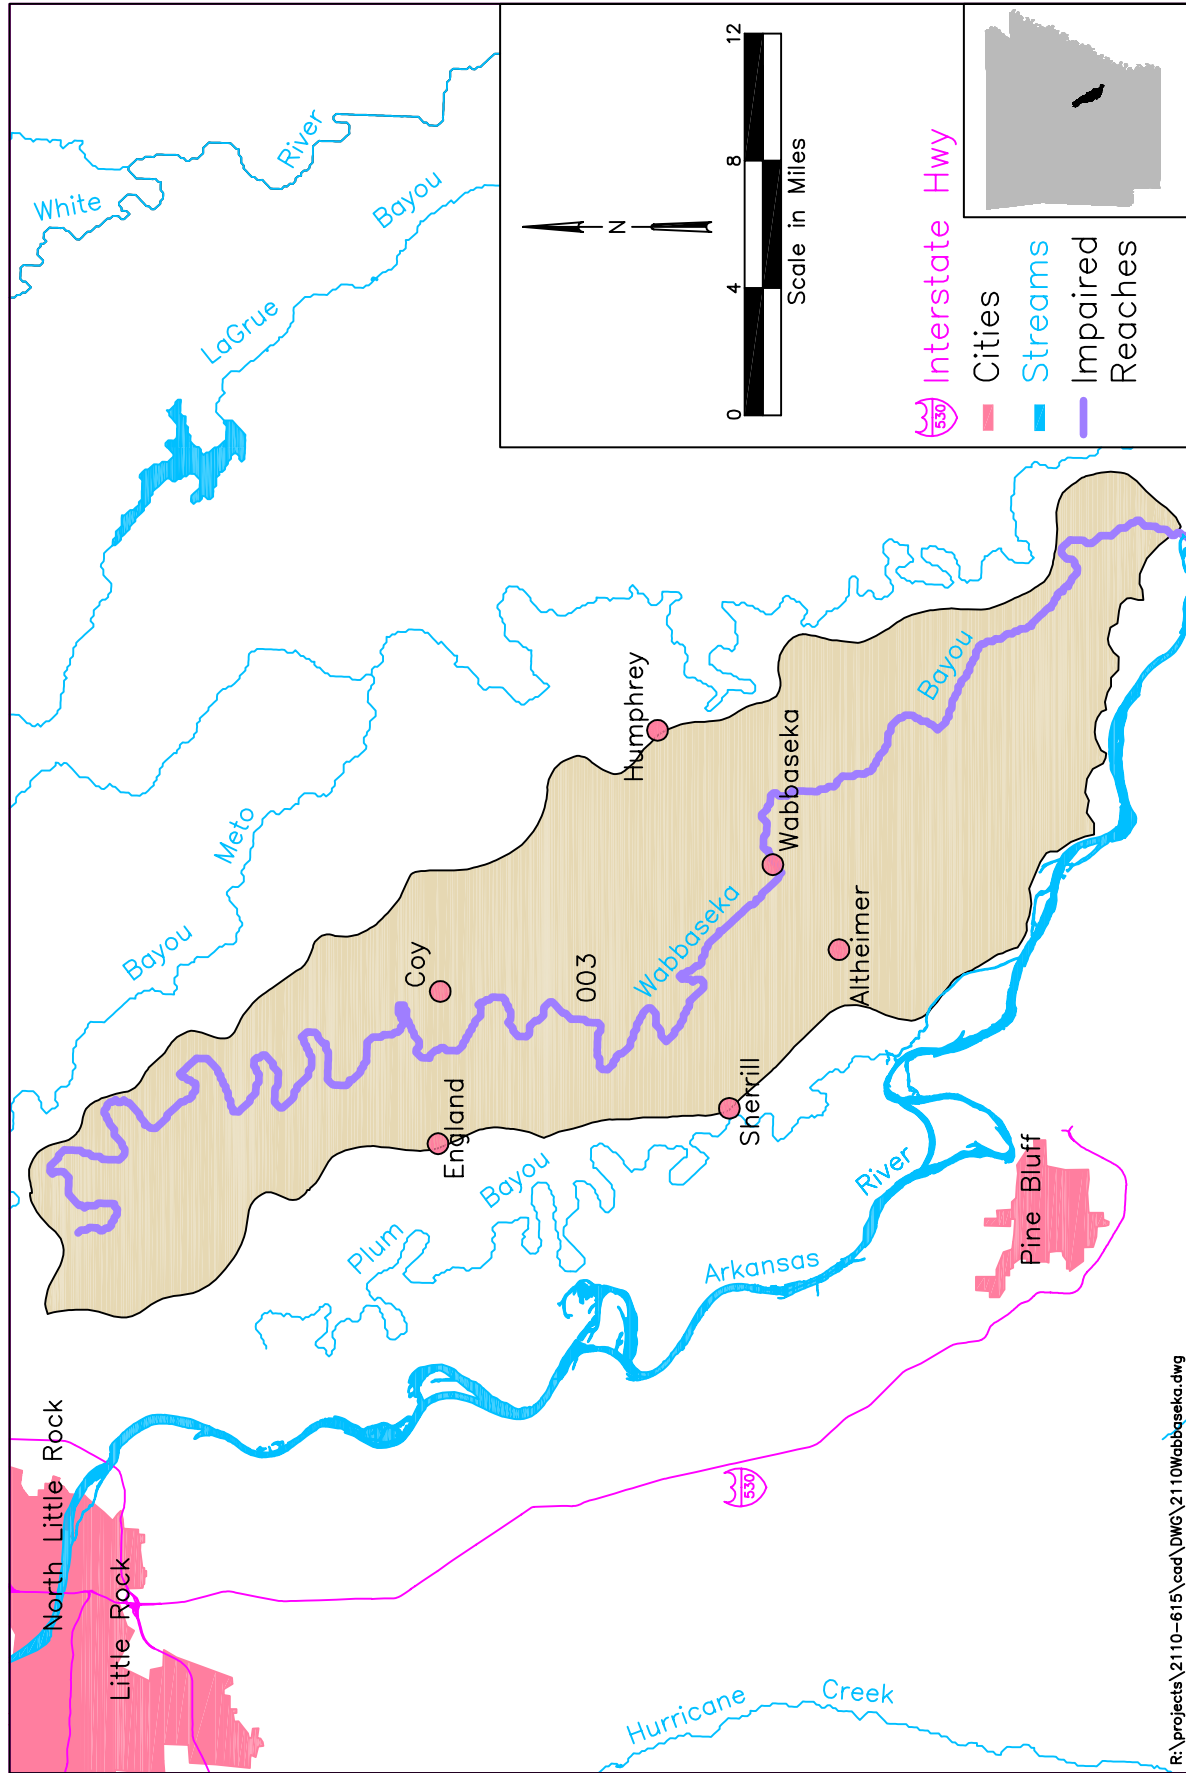 North Little Rock
Little Rock
White
River
LaGrue
Bayou
Bayou
Meto
Coy
England
003
Humphrey
Wabbaseka
Wabbaseka
Bayou
Altheimer
Sherrill
Plum
Bayou
Arkansas
River
Pine Bluff
530
Hurricane
Creek
N
0
4
8
12
Scale in Miles
530 Interstate Hwy
Cities
Streams
Impaired
Reaches
R:\projects\2110-615\cad\DWG\2110Wabbaseka.dwg